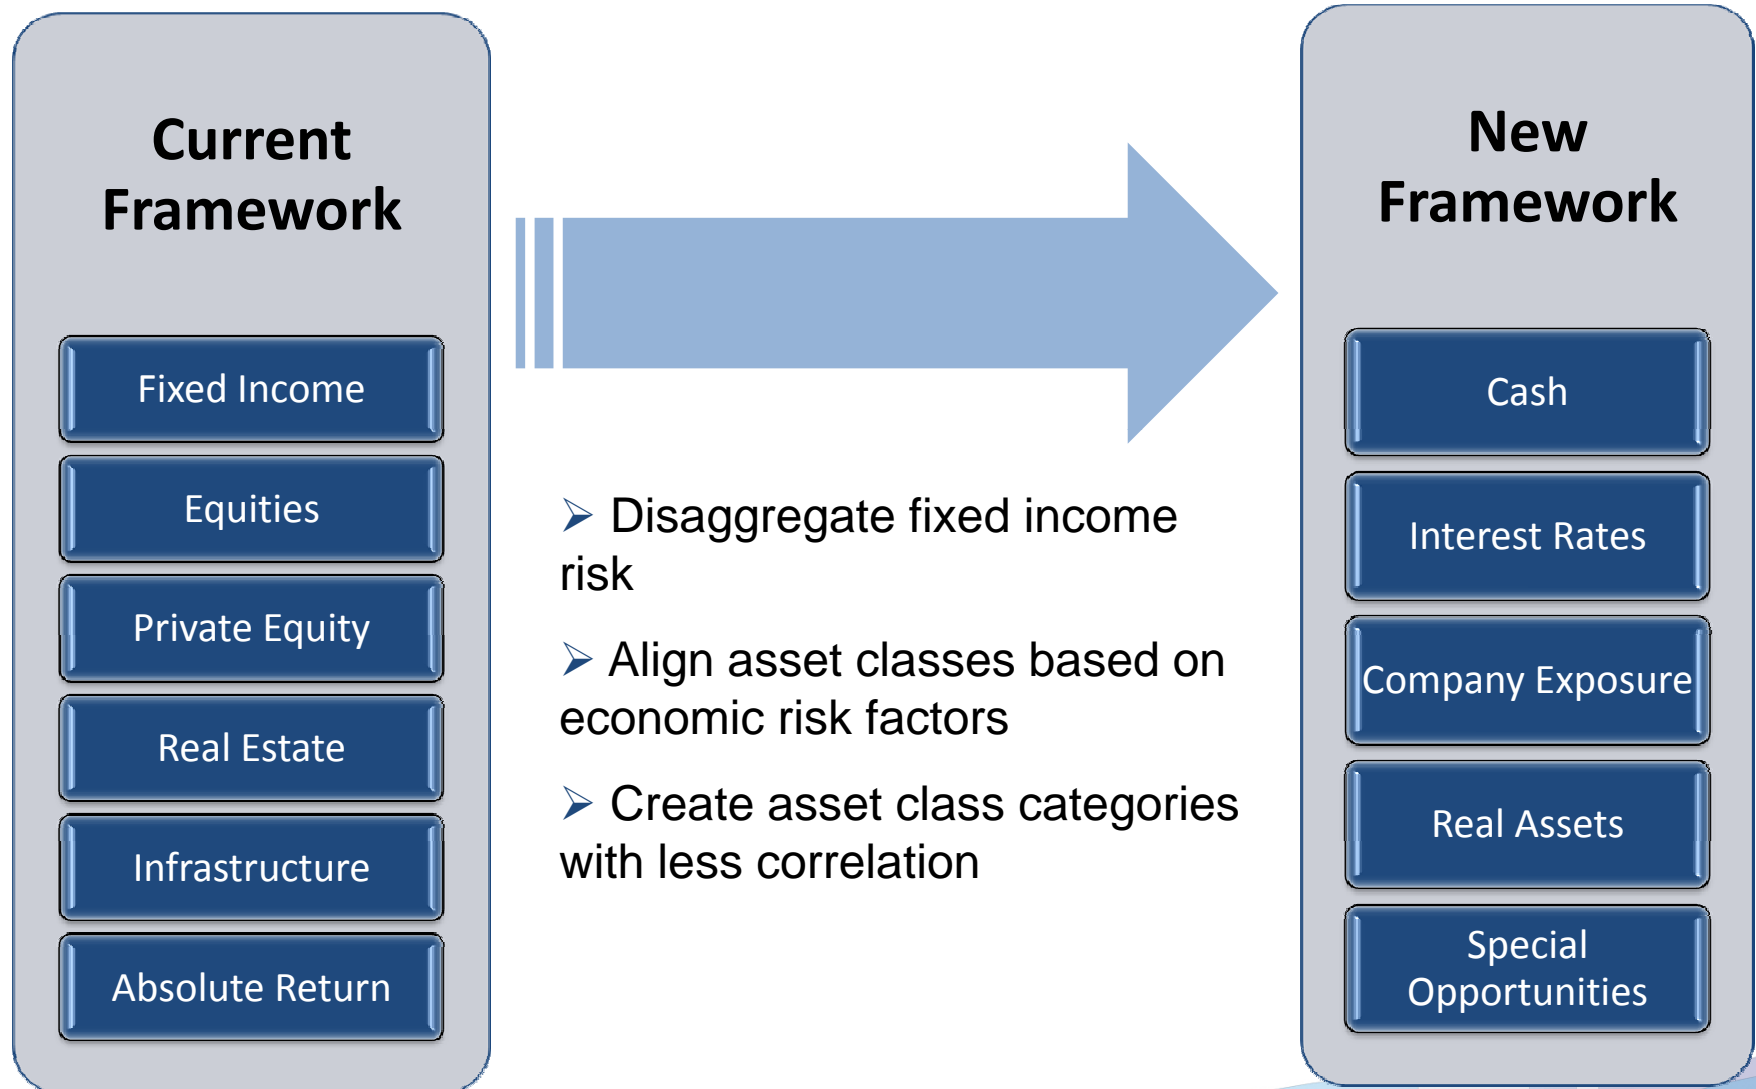 Current
Framework
Fixed Income
Equities
Private Equity
Real Estate
Infrastructure
Absolute Return
➢ Disaggregate fixed income
risk
➢ Align asset classes based on
economic risk factors
➢ Create asset class categories
with less correlation
New
Framework
Cash
Interest Rates
Company Exposure
Real Assets
Special
Opportunities